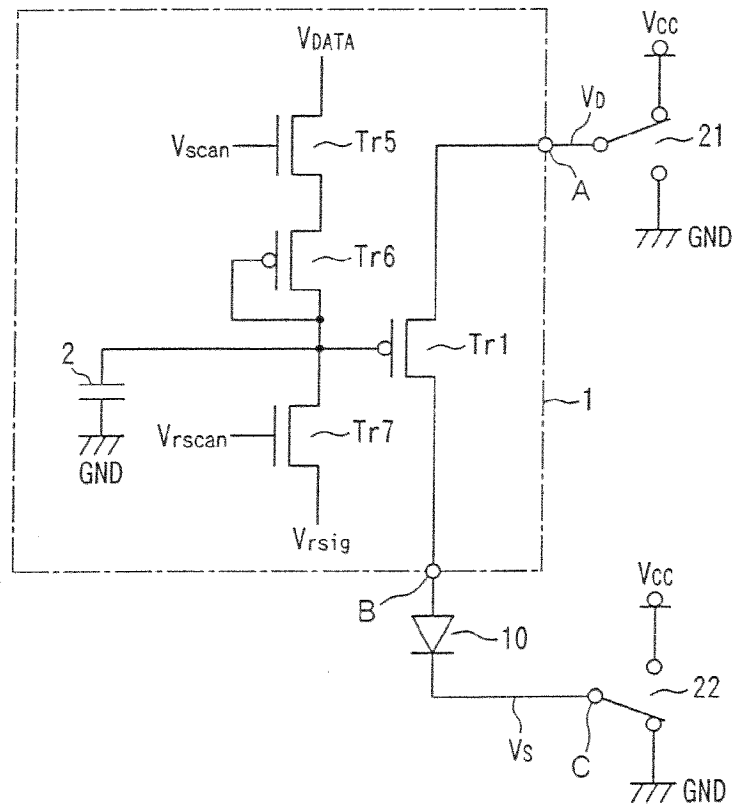 VDATA
VCC
VD
Vscan
Tr5
21
A
GND
Tr6
2
Tr1
1
Vrscan
Tr7
GND
Vrsig
B
VCC
10
22
VS
C
GND